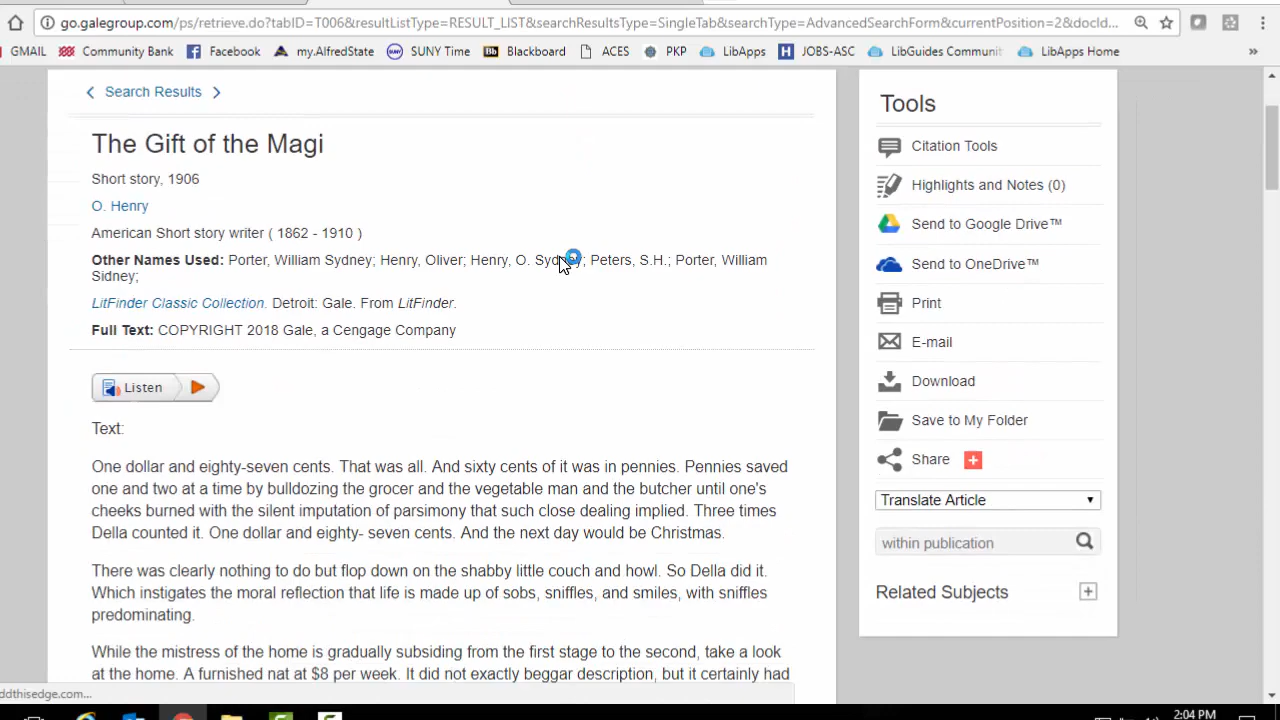 go.galegroup.com/ps/retrieve.do?tabID=T006&resultListType=RESULT_LIST&searchResultsType=SingleTab&searchType=AdvancedSearchForm&currentPosition=2&docId...
GMAIL Community Bank Facebook my.AlfredState SUNY Time Bb Blackboard ACES PKP LibApps H JOBS-ASC LibGuides Communit LibApps Home »
Search Results
The Gift of the Magi
Short story, 1906
O. Henry
American Short story writer ( 1862 - 1910 )
Other Names Used: Porter, William Sydney; Henry, Oliver; Henry, O. Sydney; Peters, S.H.; Porter, William
Sidney;
LitFinder Classic Collection. Detroit: Gale. From LitFinder.
Full Text: COPYRIGHT 2018 Gale, a Cengage Company
Listen
Text:
One dollar and eighty-seven cents. That was all. And sixty cents of it was in pennies. Pennies saved
one and two at a time by bulldozing the grocer and the vegetable man and the butcher until one's
cheeks burned with the silent imputation of parsimony that such close dealing implied. Three times
Della counted it. One dollar and eighty- seven cents. And the next day would be Christmas.
There was clearly nothing to do but flop down on the shabby little couch and howl. So Della did it.
Which instigates the moral reflection that life is made up of sobs, sniffles, and smiles, with sniffles
predominating.
While the mistress of the home is gradually subsiding from the first stage to the second, take a look
at the home. A furnished nat at $8 per week. It did not exactly beggar description, but it certainly had
Tools
Citation Tools
Highlights and Notes (0)
Send to Google Drive™
Send to OneDrive™
Print
E-mail
Download
Save to My Folder
Share
Translate Article
within publication
Related Subjects
ddthisedge.com...
2:04 PM